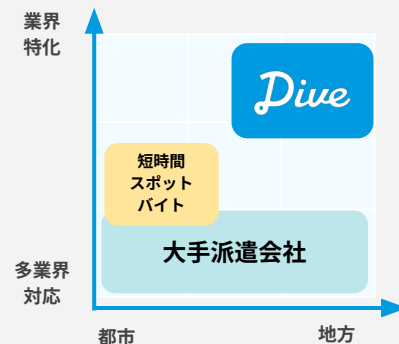 業界
特化
Dive
短時間
スポット
バイト
大手派遣会社
多業界
対応
都市
地方